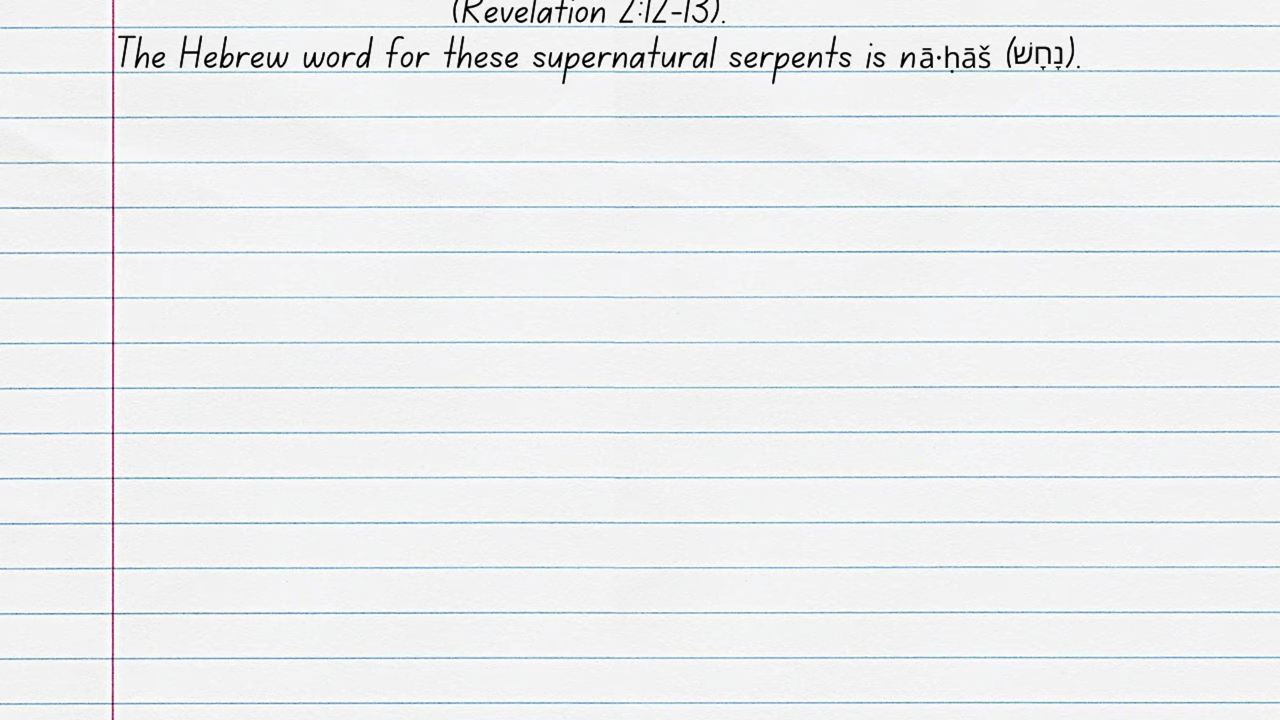 (Revelation 2:12-13).
The Hebrew word for these supernatural serpents is nā·ḥāš (נָחָשׁ).